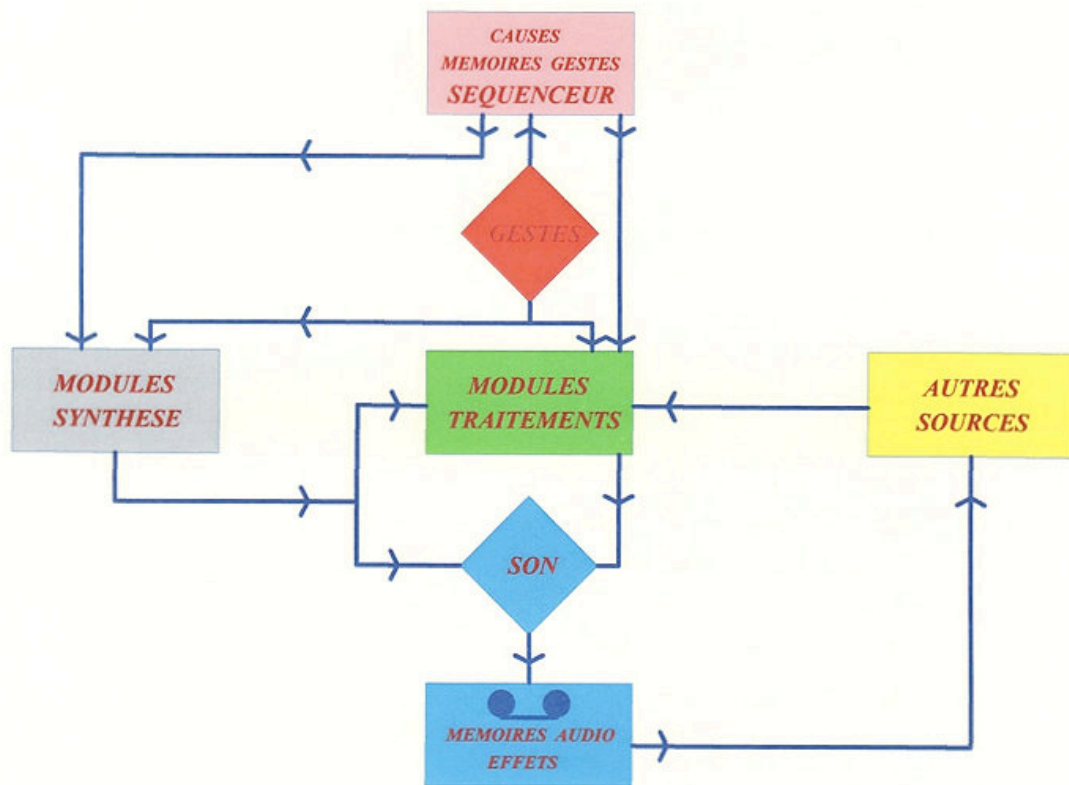 CAUSES
MEMOIRES GESTES
SEQUENCEUR
GESTES
MODULES
SYNTHESE
MODULES
TRAITEMENTS
AUTRES
SOURCES
SON
MEMOIRES AUDIO
EFFETS